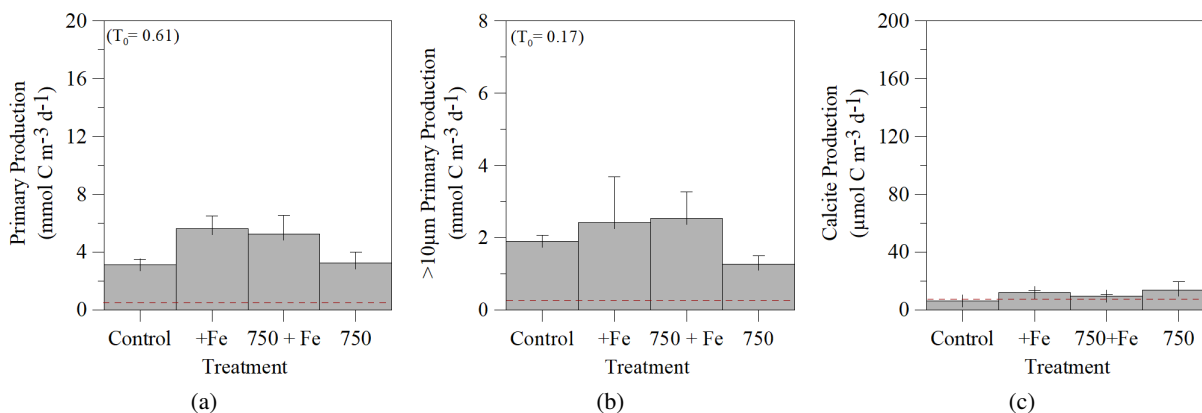 20
16
12
8
4
0
Primary Production
(mmol C m-3 d-1)
(T0= 0.61)
Control +Fe 750 + Fe 750
Treatment
(a)
8
6
4
2
0
>10µm Primary Production
(mmol C m-3 d-1)
(T0= 0.17)
Control +Fe 750 + Fe 750
Treatment
(b)
200
160
120
80
40
0
Calcite Production
(µmol C m-3 d-1)
Control +Fe 750+Fe 750
Treatment
(c)